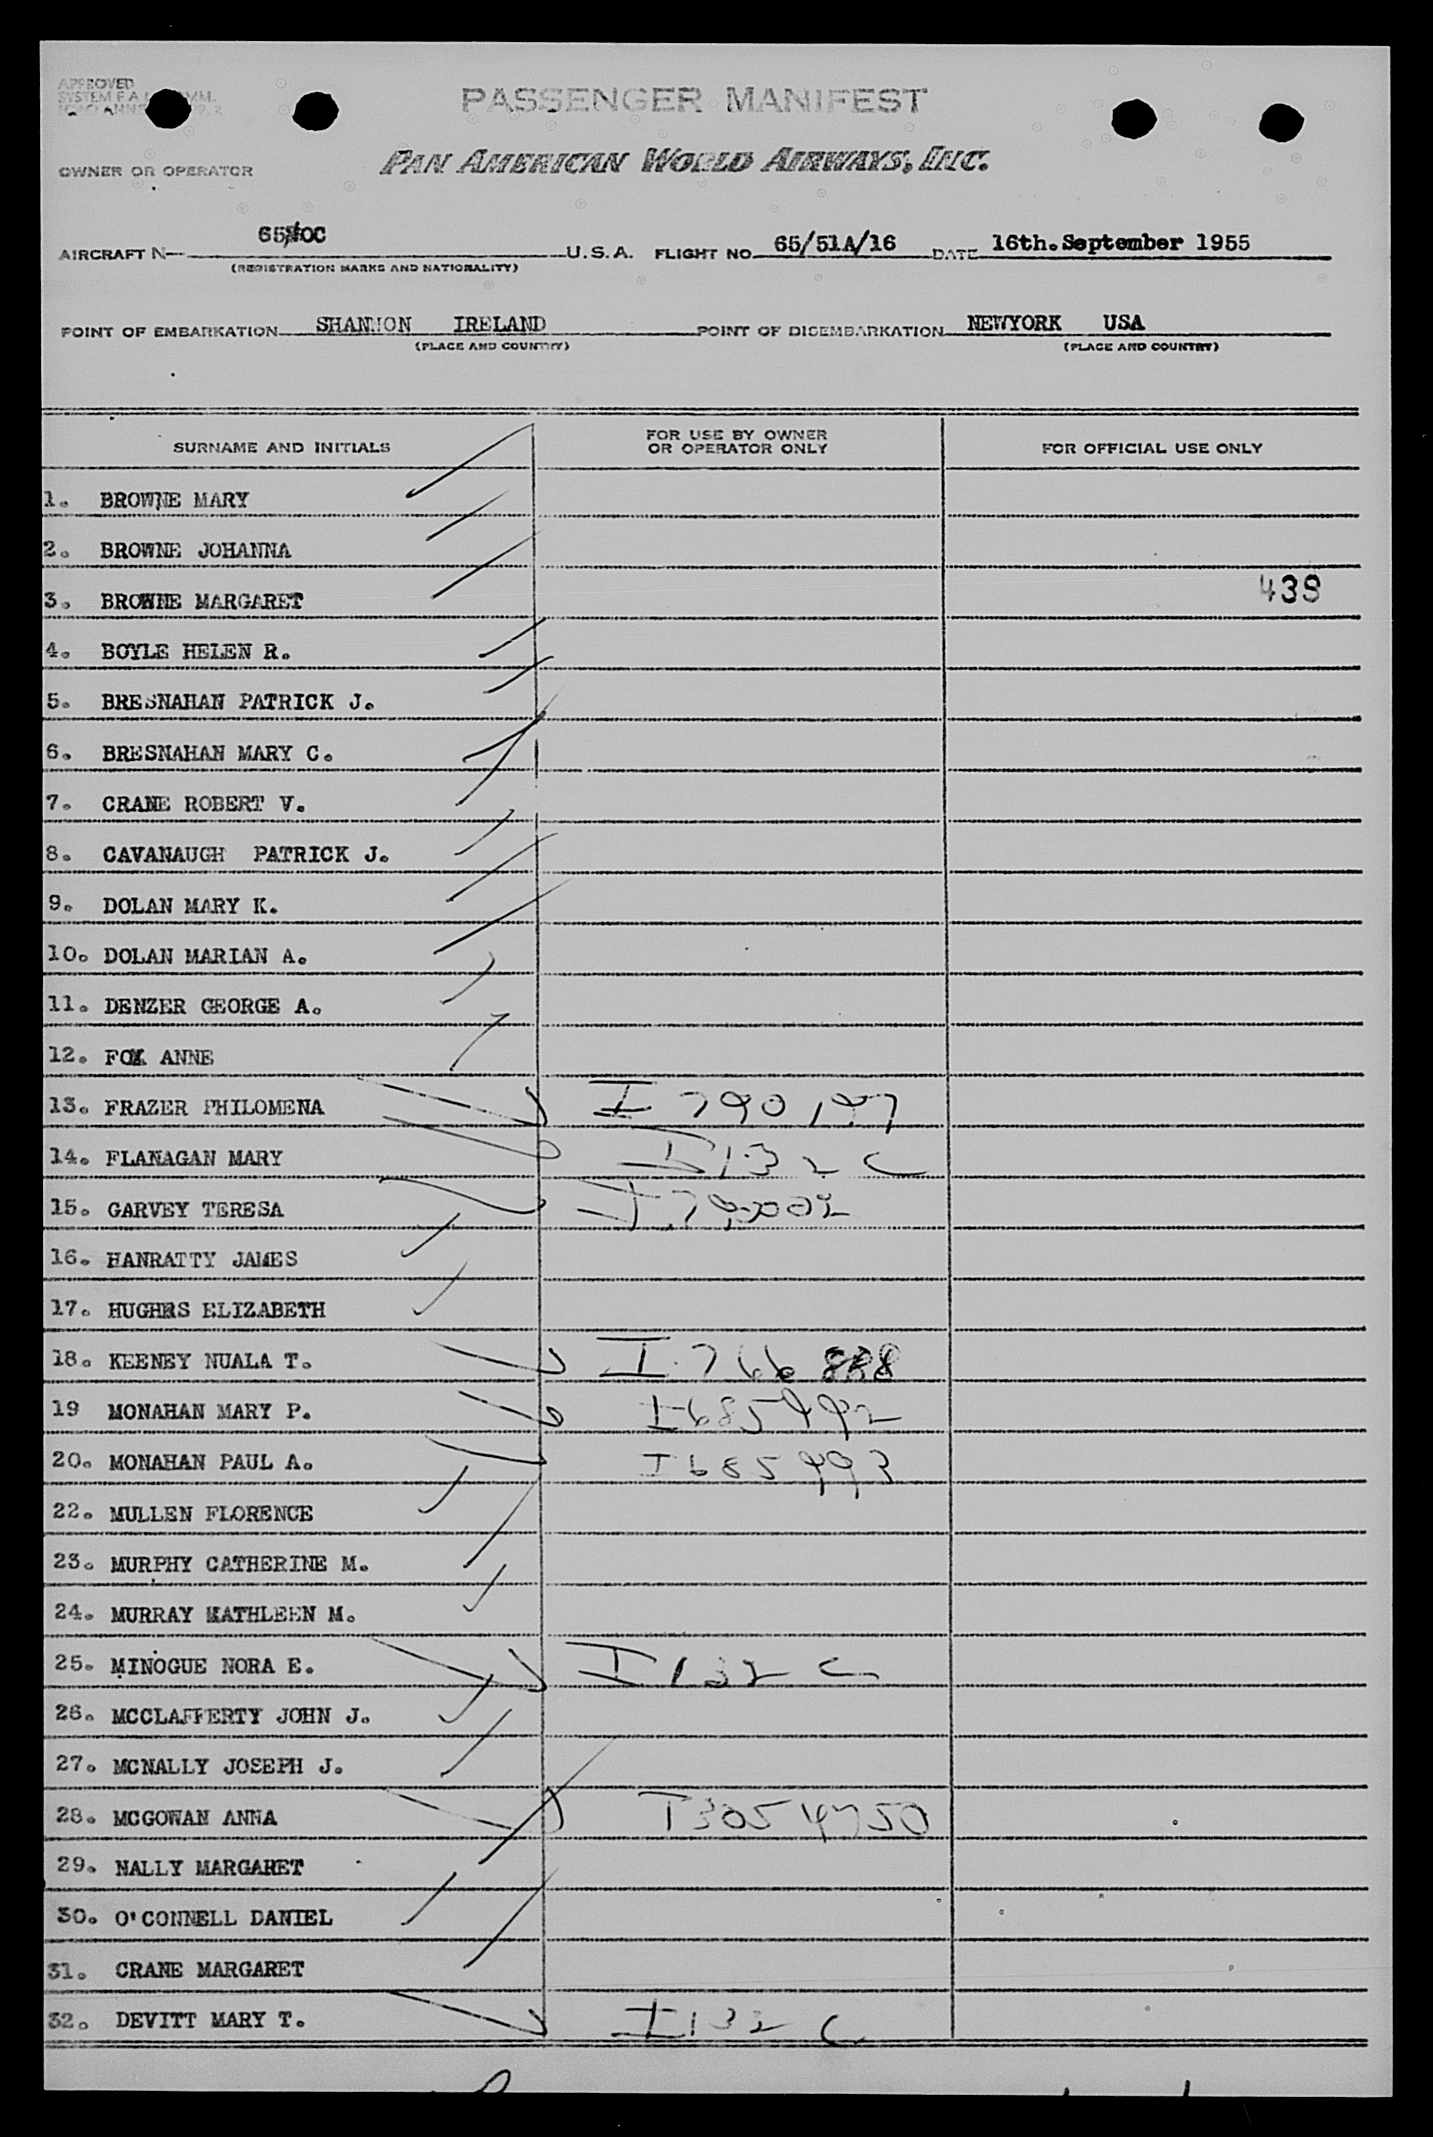 APPROVED
PASSENGER MANIFEST
OWNER OR OPERATOR PAN AMERICAN WORLD AIRWAYS, INC.
AIRCRAFT N U.S.A. FLIGHT NO. 65/51A/16 DATE 16th.September 1955
(REGISTRATION MARKS AND NATIONALITY)
POINT OF EMBARKATION SHANNON IRELAND POINT OF DISEMBARKATION NEWYORK USA
(PLACE AND COUNTRY) (PLACE AND COUNTRY)
SURNAME AND INITIALS FOR USE BY OWNER OR OPERATOR ONLY FOR OFFICIAL USE ONLY
1. BROWNE MARY
2. BROWNE JOHANNA
3. BROWNE MARGARET 438
4. BOYLE HELEN R.
5. BRESNAHAN PATRICK J.
6. BRESNAHAN MARY C.
7. CRANE ROBERT V.
8. CAVANAUGH PATRICK J.
9. DOLAN MARY K.
10. DOLAN MARIAN A.
11. DENZER GEORGE A.
12. FOX ANNE
13. FRAZER PHILOMENA
14. FLANAGAN MARY I 132 C
15. GARVEY TERESA
16. HANRATTY JAMES
17. HUGHES ELIZABETH
18. KEENEY NUALA T. I 766 888
19 MONAHAN MARY P. I 685992
20. MONAHAN PAUL A. I 685993
22. MULLEN FLORENCE
23. MURPHY CATHERINE M.
24. MURRAY KATHLEEN M.
25. MINOGUE NORA E. I 132 C
26. MCCLAFFERTY JOHN J.
27. MCNALLY JOSEPH J.
28. MCGOWAN ANNA I 3054750
29. NALLY MARGARET
30. O'CONNELL DANIEL
31. CRANE MARGARET
32. DEVITT MARY T. I 132 C